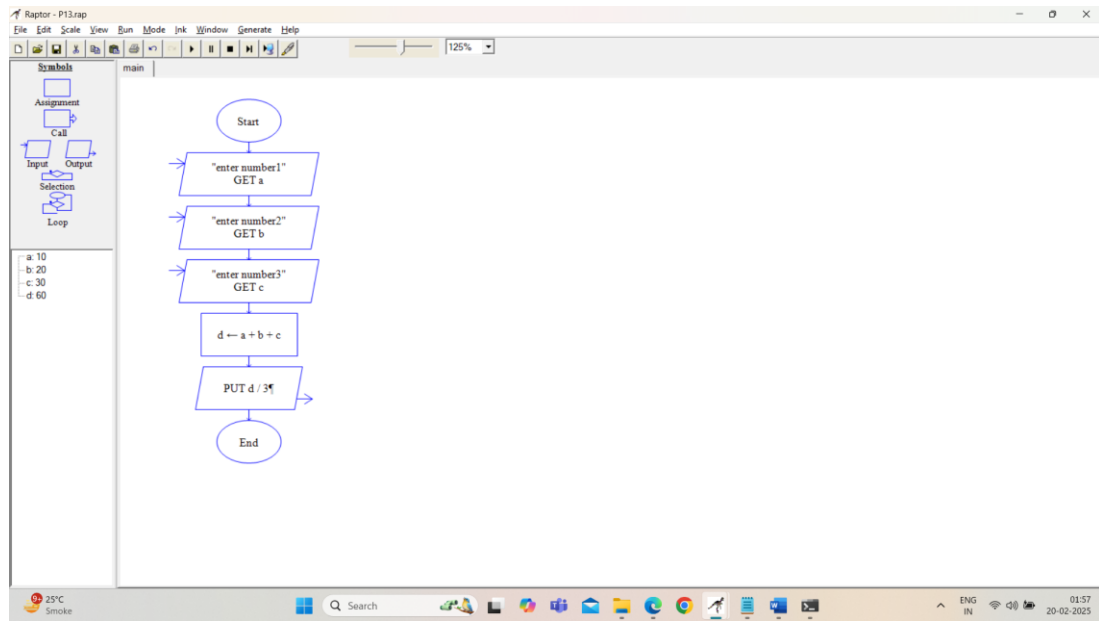 Raptor - P13.rap
File Edit Scale View Run Mode Ink Window Generate Help
125%
Symbols
Assignment
Call
Input Output
Selection
Loop
main
a: 10
b: 20
c: 30
d: 60
Start
"enter number1"
GET a
"enter number2"
GET b
"enter number3"
GET c
d ← a + b + c
PUT d / 3¶
End
9+
25°C
Smoke
Search
ENG
IN
01:57
20-02-2025